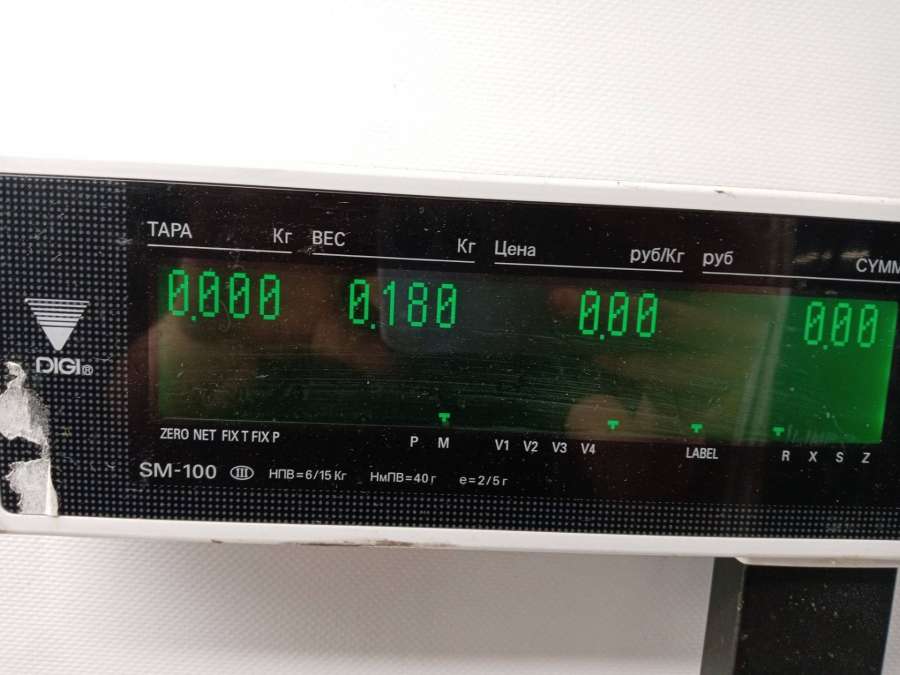 ТАРА Кг ВЕС Кг Цена руб/Кг руб СУММ
0.000 0.180 0.00 0.00
DIGI®
ZERO NET FIX T FIX P P M V1 V2 V3 V4 LABEL R X S Z
SM-100 III НПВ=6/15 Кг НмПВ=40 г е=2/5 г